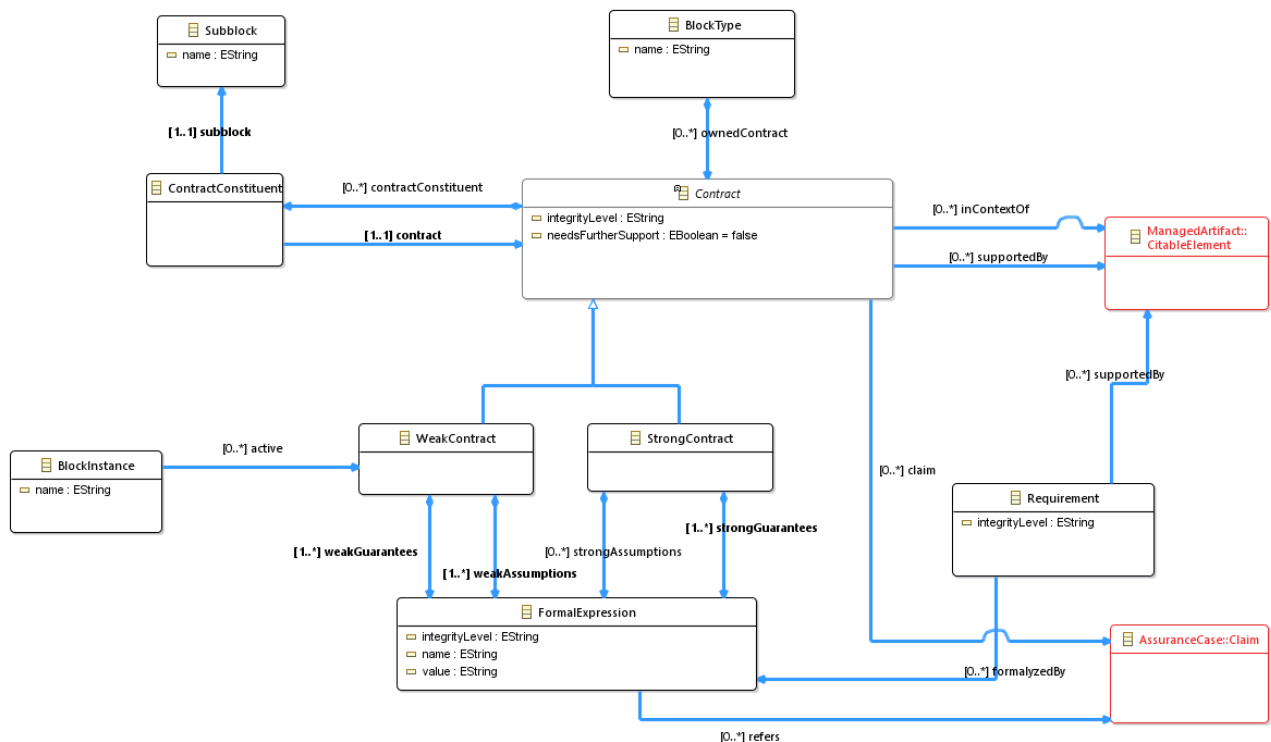 Subblock
name : EString
BlockType
name : EString
[1..1] subblock
[0..*] ownedContract
ContractConstituent
[0..*] contractConstituent
[1..1] contract
Contract
integrityLevel : EString
needsFurtherSupport : EBoolean = false
[0..*] inContextOf
[0..*] supportedBy
ManagedArtifact::
CitableElement
[0..*] supportedBy
BlockInstance
name : EString
[0..*] active
WeakContract
StrongContract
[0..*] claim
Requirement
integrityLevel : EString
[1..*] weakGuarantees
[1..*] weakAssumptions
[0..*] strongAssumptions
[1..*] strongGuarantees
FormalExpression
integrityLevel : EString
name : EString
value : EString
[0..*] formalyzedBy
AssuranceCase::Claim
[0..*] refers